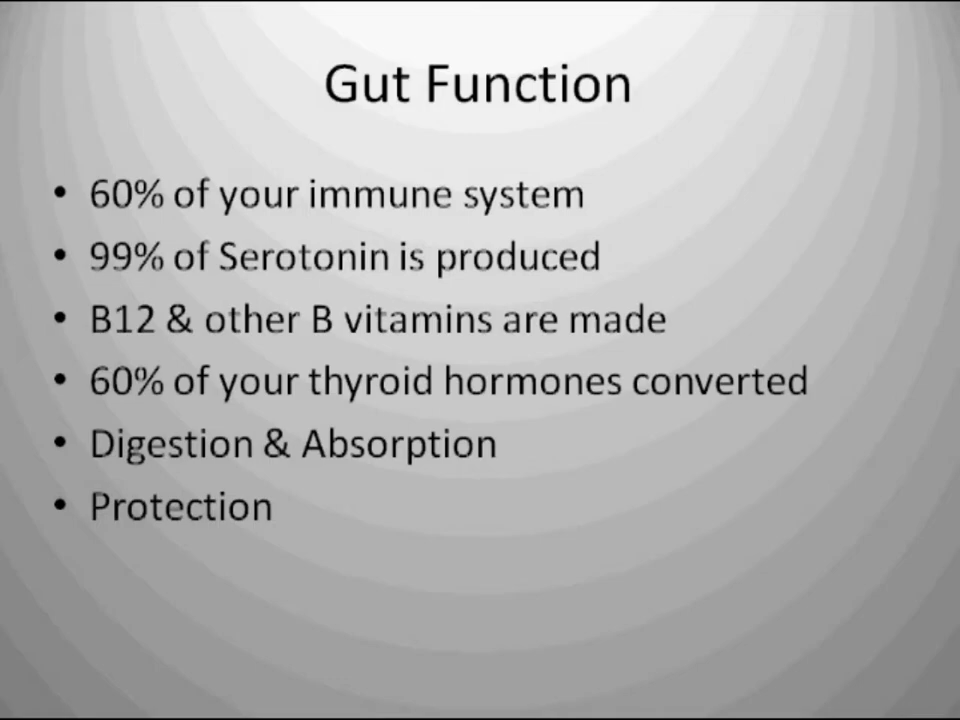 Gut Function
• 60% of your immune system
• 99% of Serotonin is produced
• B12 & other B vitamins are made
• 60% of your thyroid hormones converted
• Digestion & Absorption
• Protection